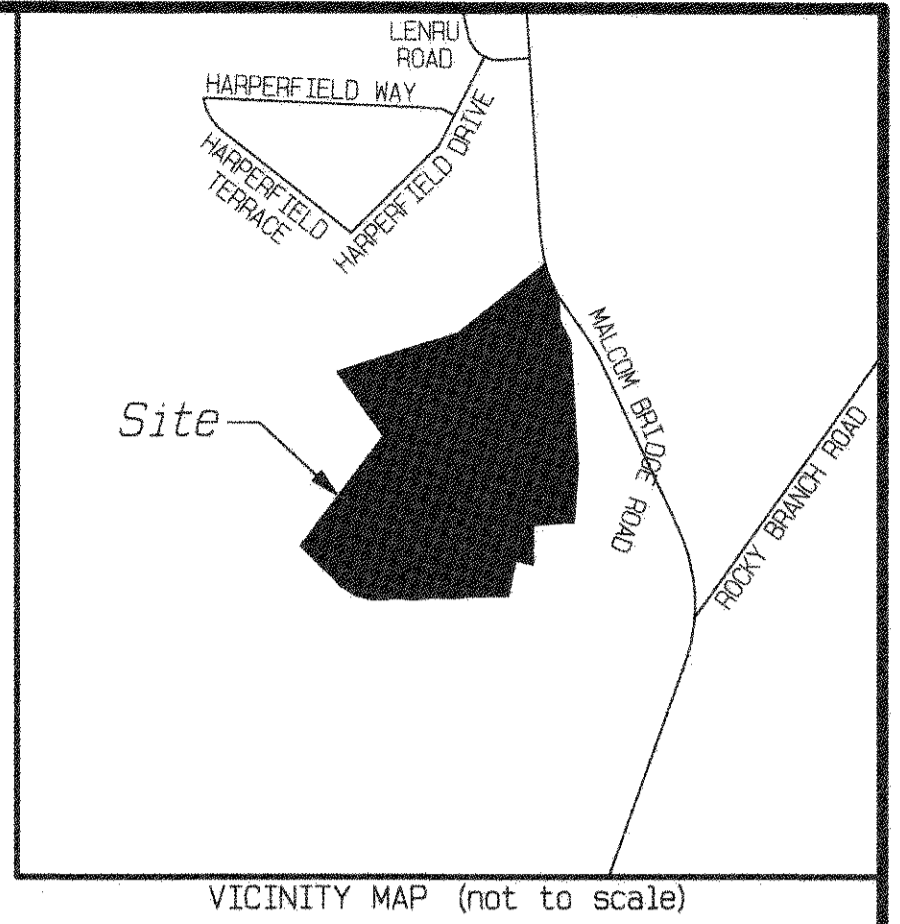 LENRU
ROAD
HARPERFIELD WAY
HARPERFIELD
TERRACE
HARPERFIELD DRIVE
MALCOM BRIDGE ROAD
Site
ROCKY BRANCH ROAD
VICINITY MAP (not to scale)